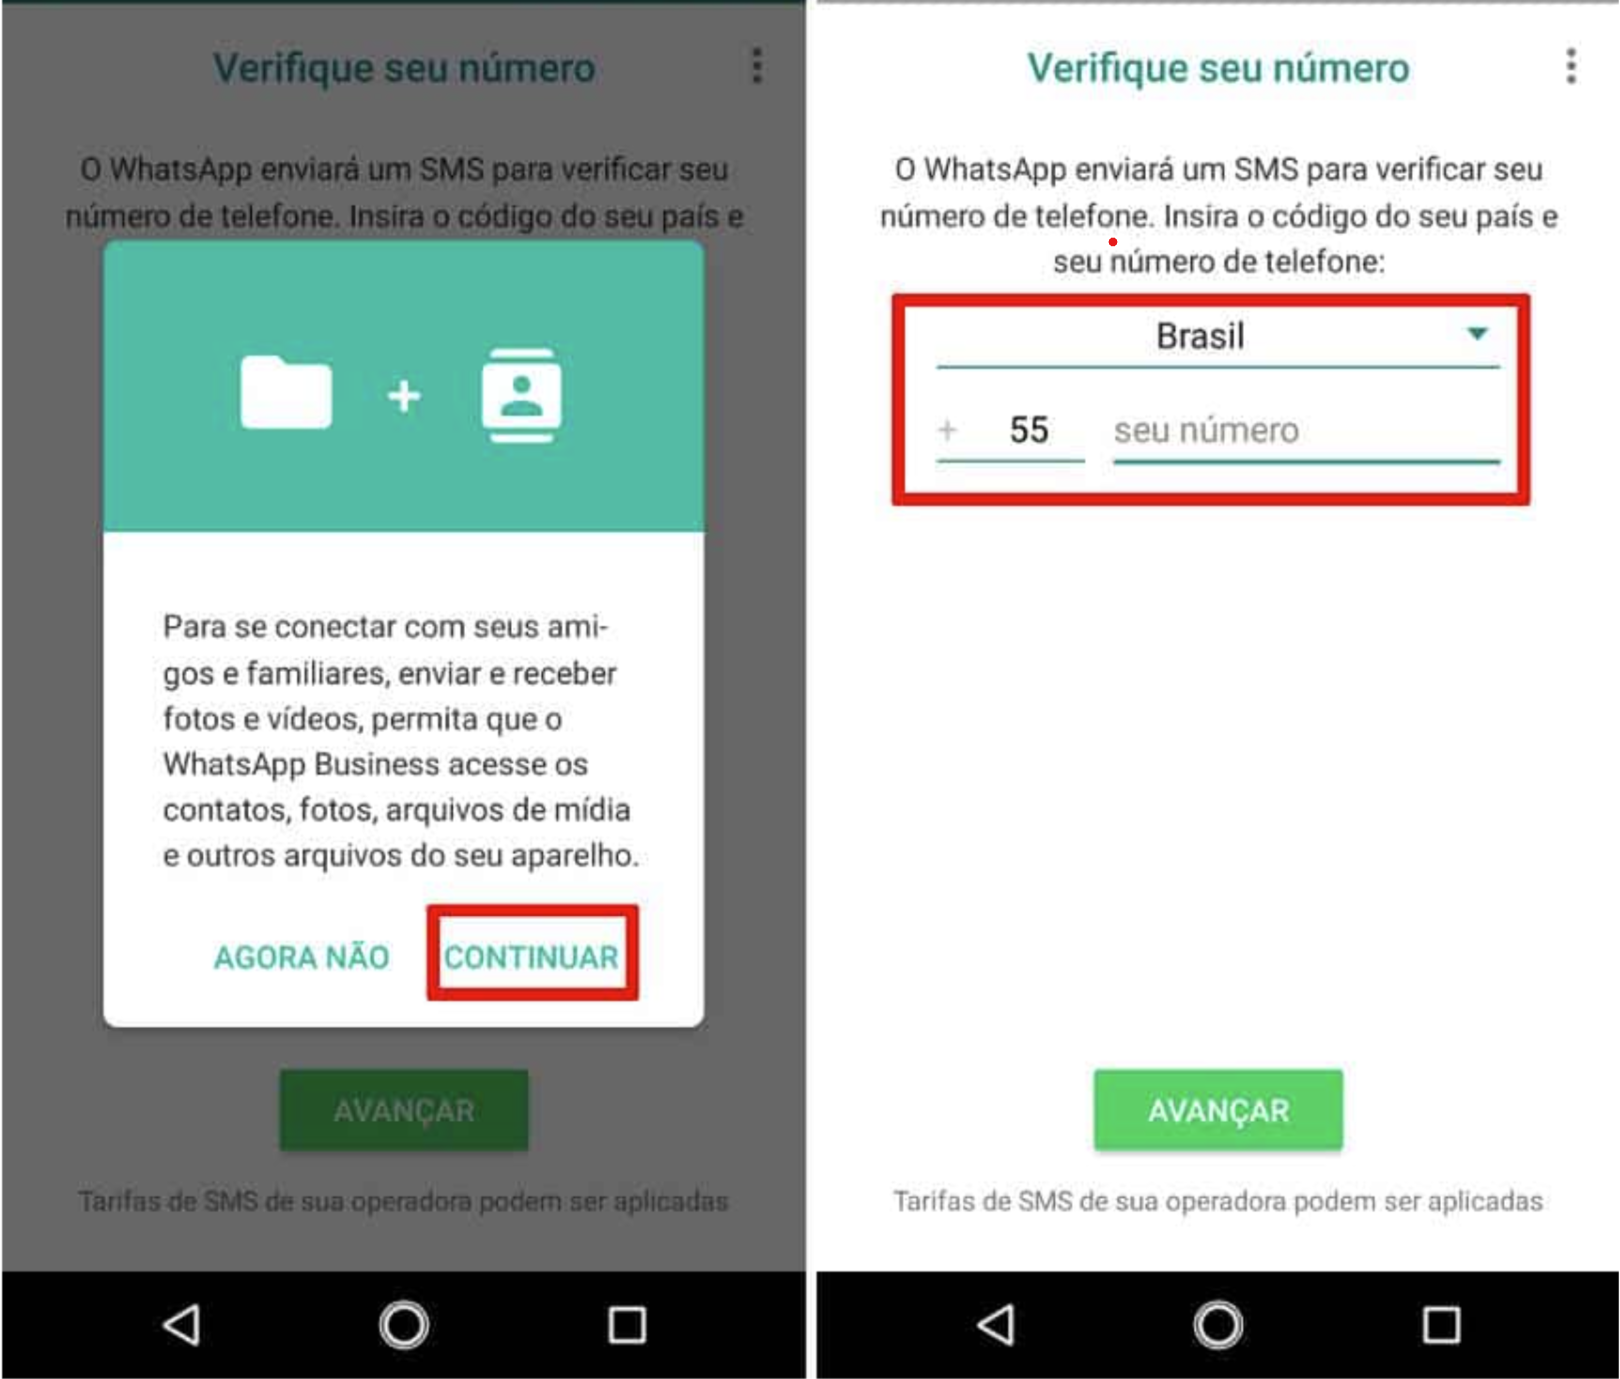 Verifique seu número
O WhatsApp enviará um SMS para verificar seu
número de telefone. Insira o código do seu país e
Para se conectar com seus ami-
gos e familiares, enviar e receber
fotos e vídeos, permita que o
WhatsApp Business acesse os
contatos, fotos, arquivos de mídia
e outros arquivos do seu aparelho.
AGORA NÃO CONTINUAR
AVANÇAR
Tarifas de SMS de sua operadora podem ser aplicadas
Verifique seu número
O WhatsApp enviará um SMS para verificar seu
número de telefone. Insira o código do seu país e
seu número de telefone:
Brasil
+ 55 seu número
AVANÇAR
Tarifas de SMS de sua operadora podem ser aplicadas